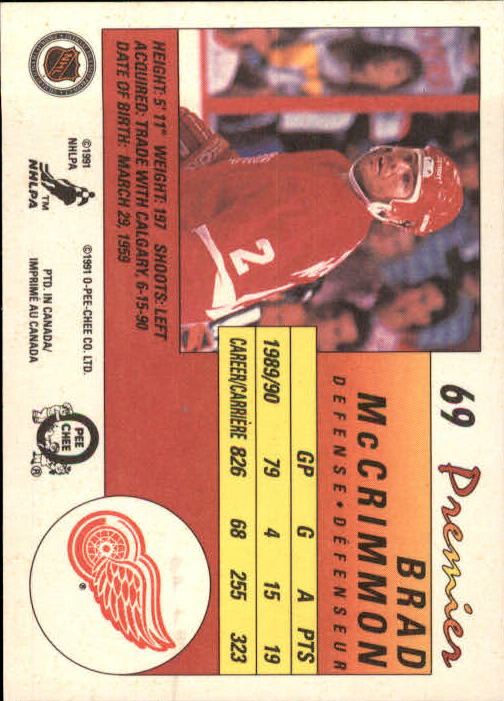 69 Premier
BRAD
McCRIMMON
DEFENSE • DÉFENSEUR
GP G A PTS
1989/90 79 4 15 19
CAREER/CARRIÈRE 826 68 255 323
2
HEIGHT: 5' 11" WEIGHT: 197 SHOOTS: LEFT
ACQUIRED: TRADE WITH CALGARY, 6-15-90
DATE OF BIRTH: MARCH 29, 1959
NHL
©1991
NHLPA
NHLPA™
©1991 O-PEE-CHEE CO. LTD.
PTD. IN CANADA/
IMPRIMÉ AU CANADA
O PEE CHEE ®
®